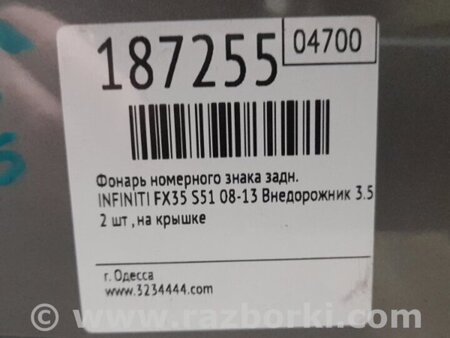 187255
04700
Фонарь номерного знака задн.
INFINITI FX35 S51 08-13 Внедорожник 3.5
2 шт , на крышке
г. Одесса
www.3234444.com
© www.razborki.com